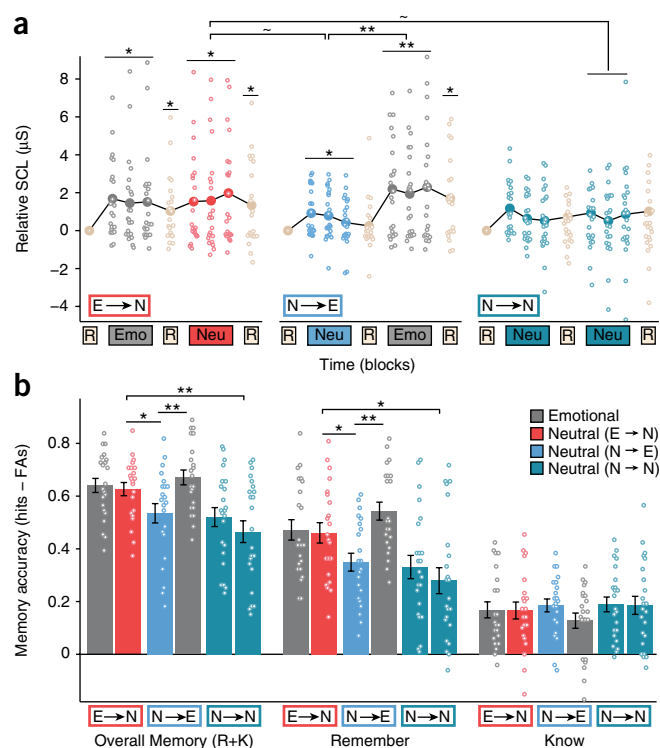 a
~
~
**
*
*
*
*
*
**
*
8
6
4
2
0
−2
−4
Relative SCL (μS)
E → N
N → E
N → N
R Emo R Neu R
R Neu R Emo R
R Neu R Neu R
Time (blocks)
b
**
* **
*
* **
Emotional
Neutral (E → N)
Neutral (N → E)
Neutral (N → N)
0.8
0.6
0.4
0.2
0
Memory accuracy (hits – FAs)
E→N N→E N→N
E→N N→E N→N
E→N N→E N→N
Overall Memory (R+K)
Remember
Know